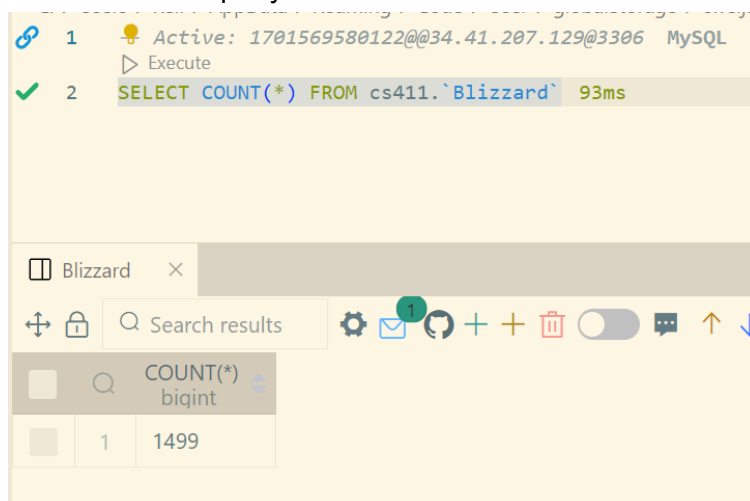 1 Active: 1701569580122@@34.41.207.129@3306 MySQL
Execute
2 SELECT COUNT(*) FROM cs411.`Blizzard` 93ms
Blizzard
Search results
1
COUNT(*)
bigint
1 1499